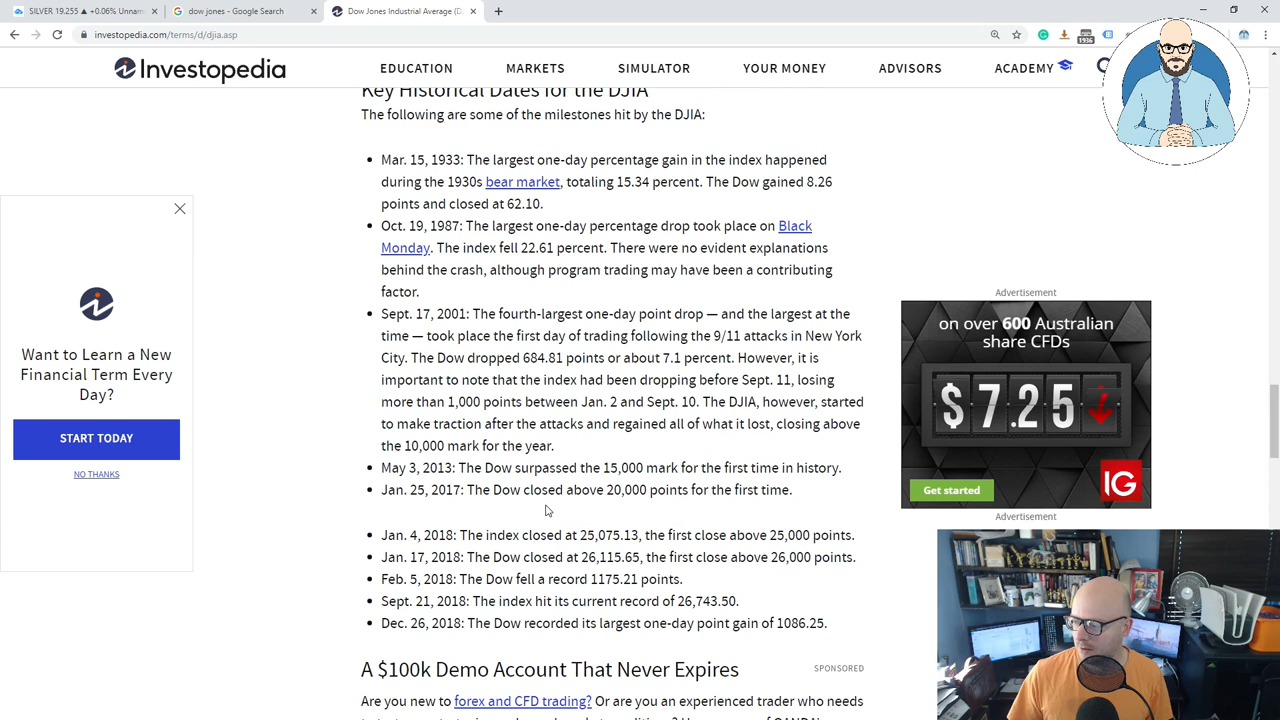 SILVER 19.255 ▲ +0.06% Unnam
dow jones - Google Search
Dow Jones Industrial Average (D
investopedia.com/terms/d/djia.asp
1936
Investopedia
EDUCATION
MARKETS
SIMULATOR
YOUR MONEY
ADVISORS
ACADEMY
Key Historical Dates for the DJIA
The following are some of the milestones hit by the DJIA:
• Mar. 15, 1933: The largest one-day percentage gain in the index happened
during the 1930s bear market, totaling 15.34 percent. The Dow gained 8.26
points and closed at 62.10.
• Oct. 19, 1987: The largest one-day percentage drop took place on Black
Monday. The index fell 22.61 percent. There were no evident explanations
behind the crash, although program trading may have been a contributing
factor.
• Sept. 17, 2001: The fourth-largest one-day point drop — and the largest at the
time — took place the first day of trading following the 9/11 attacks in New York
City. The Dow dropped 684.81 points or about 7.1 percent. However, it is
important to note that the index had been dropping before Sept. 11, losing
more than 1,000 points between Jan. 2 and Sept. 10. The DJIA, however, started
to make traction after the attacks and regained all of what it lost, closing above
the 10,000 mark for the year.
• May 3, 2013: The Dow surpassed the 15,000 mark for the first time in history.
• Jan. 25, 2017: The Dow closed above 20,000 points for the first time.
• Jan. 4, 2018: The index closed at 25,075.13, the first close above 25,000 points.
• Jan. 17, 2018: The Dow closed at 26,115.65, the first close above 26,000 points.
• Feb. 5, 2018: The Dow fell a record 1175.21 points.
• Sept. 21, 2018: The index hit its current record of 26,743.50.
• Dec. 26, 2018: The Dow recorded its largest one-day point gain of 1086.25.
A $100k Demo Account That Never Expires
SPONSORED
Are you new to forex and CFD trading? Or are you an experienced trader who needs
Want to Learn a New
Financial Term Every
Day?
START TODAY
NO THANKS
Advertisement
on over 600 Australian
share CFDs
$ 7.25
Get started
IG
Advertisement